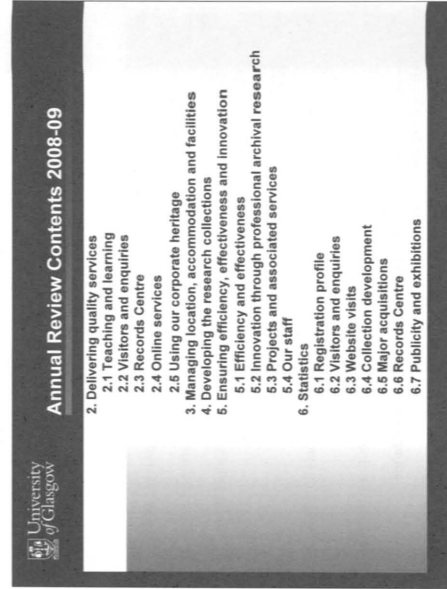 University
of Glasgow
Annual Review Contents 2008-09
2. Delivering quality services
2.1 Teaching and learning
2.2 Visitors and enquiries
2.3 Records Centre
2.4 Online services
2.5 Using our corporate heritage
3. Managing location, accommodation and facilities
4. Developing the research collections
5. Ensuring efficiency, effectiveness and innovation
5.1 Efficiency and effectiveness
5.2 Innovation through professional archival research
5.3 Projects and associated services
5.4 Our staff
6. Statistics
6.1 Registration profile
6.2 Visitors and enquiries
6.3 Website visits
6.4 Collection development
6.5 Major acquisitions
6.6 Records Centre
6.7 Publicity and exhibitions